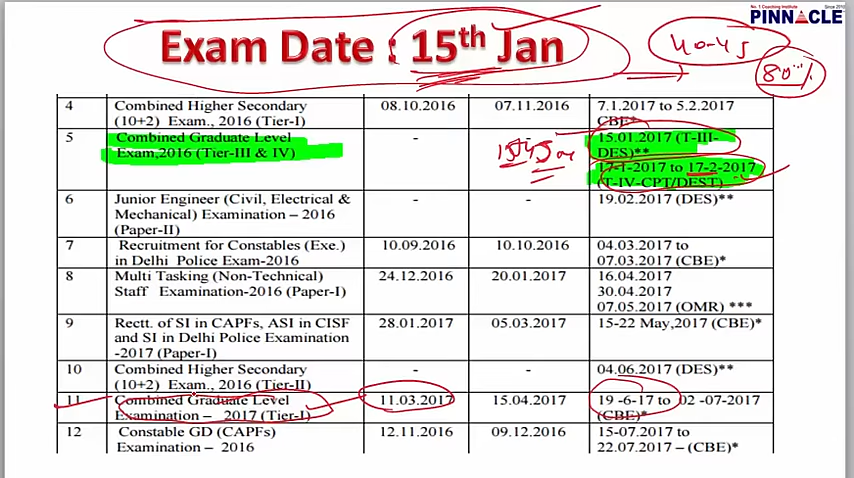 No. 1 Coaching Institute Since 2010
PINNACLE
Exam Date : 15th Jan
40-45
80%
4 Combined Higher Secondary 08.10.2016 07.11.2016 7.1.2017 to 5.2.2017
(10+2) Exam., 2016 (Tier-I) CBE*
5 Combined Graduate Level - - 15.01.2017 (T-III-
Exam,2016 (Tier-III & IV) DES)**
15th Jan
17-1-2017 to 17-2-2017
(T-IV-CPT/DEST)
6 Junior Engineer (Civil, Electrical & - - 19.02.2017 (DES)**
Mechanical) Examination – 2016
(Paper-II)
7 Recruitment for Constables (Exe.) 10.09.2016 10.10.2016 04.03.2017 to
in Delhi Police Exam-2016 07.03.2017 (CBE)*
8 Multi Tasking (Non-Technical) 24.12.2016 20.01.2017 16.04.2017
Staff Examination-2016 (Paper-I) 30.04.2017
07.05.2017 (OMR) ***
9 Rectt. of SI in CAPFs, ASI in CISF 28.01.2017 05.03.2017 15-22 May,2017 (CBE)*
and SI in Delhi Police Examination
-2017 (Paper-I)
10 Combined Higher Secondary - - 04.06.2017 (DES)**
(10+2) Exam., 2016 (Tier-II)
11 Combined Graduate Level 11.03.2017 15.04.2017 19 -6-17 to 02 -07-2017
Examination – 2017 (Tier-I) (CBE)*
12 Constable GD (CAPFs) 12.11.2016 09.12.2016 15-07.2017 to
Examination - 2016 22.07.2017 – (CBE)*